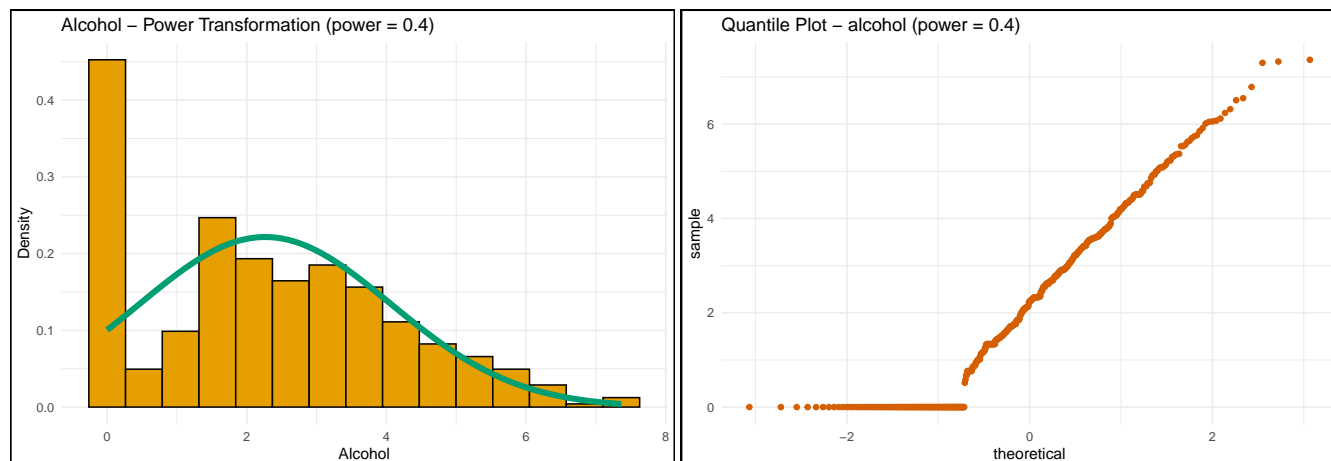 Alcohol – Power Transformation (power = 0.4)
Density
0.4
0.3
0.2
0.1
0.0
0 2 4 6 8
Alcohol
Quantile Plot – alcohol (power = 0.4)
sample
6
4
2
0
−2 0 2
theoretical